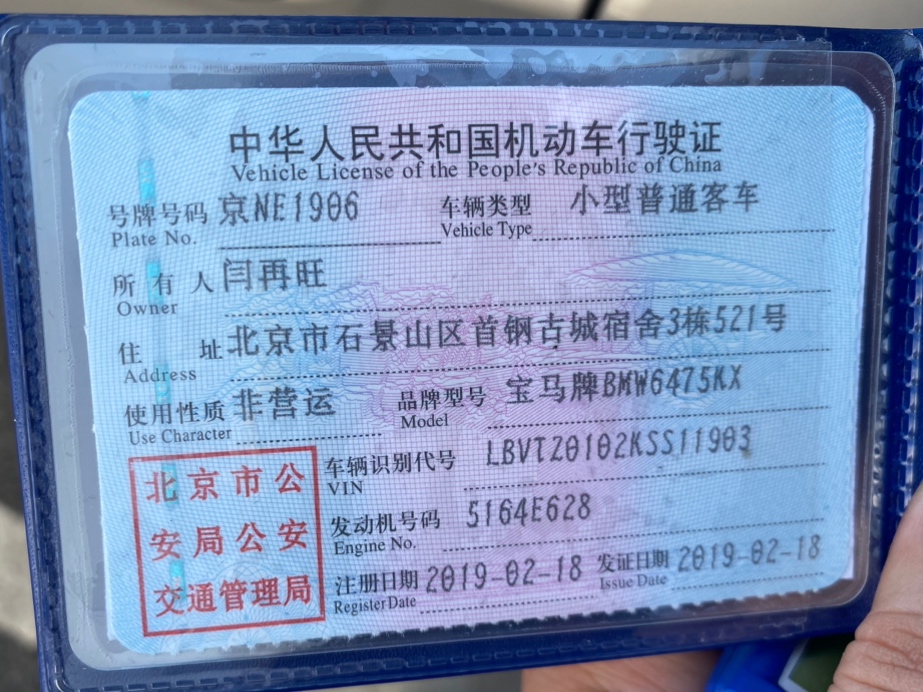 中华人民共和国机动车行驶证
Vehicle License of the People's Republic of China
号牌号码 京NE1906 车辆类型 小型普通客车
Plate No. Vehicle Type
所有人 闫再旺
Owner
住址 北京市石景山区首钢古城宿舍3栋521号
Address
使用性质 非营运 品牌型号 宝马牌BMW6475KX
Use Character Model
北京市公
安局公安
交通管理局
车辆识别代号 LBVTZ0102KSS11903
VIN
发动机号码 5164E628
Engine No.
注册日期 2019-02-18 发证日期 2019-02-18
Register Date Issue Date